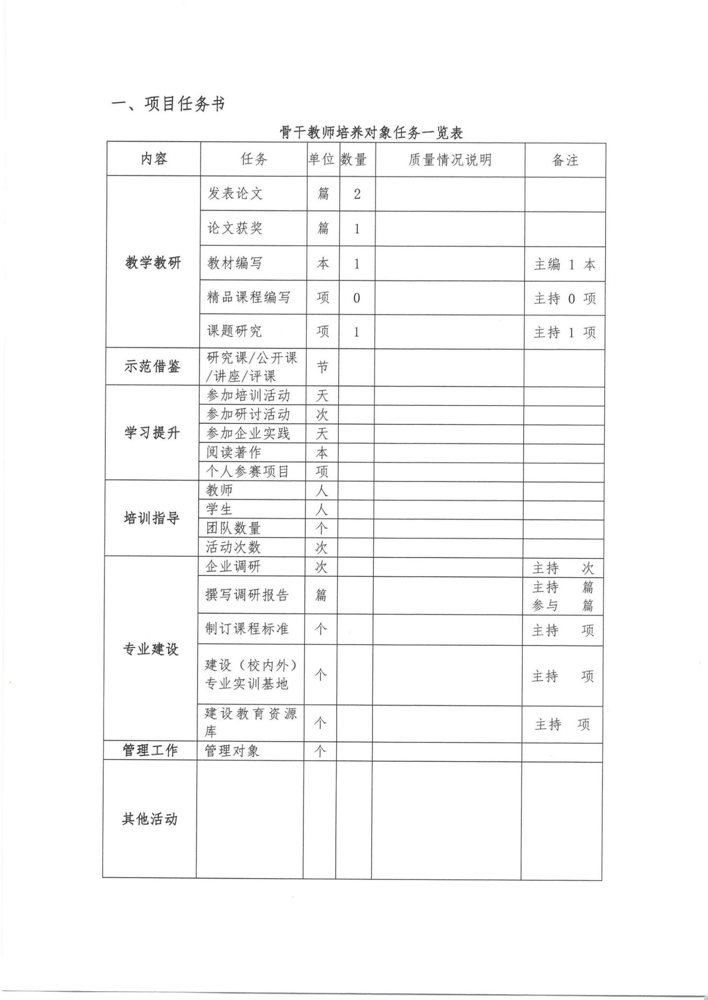 一、项目任务书
骨干教师培养对象任务一览表
内容 任务 单位 数量 质量情况说明 备注
教学教研
发表论文 篇 2
论文获奖 篇 1
教材编写 本 1 主编 1 本
精品课程编写 项 0 主持 0 项
课题研究 项 1 主持 1 项
示范借鉴
研究课/公开课
/讲座/评课
节
学习提升
参加培训活动 天
参加研讨活动 次
参加企业实践 天
阅读著作 本
个人参赛项目 项
培训指导
教师 人
学生 人
团队数量 个
活动次数 次
专业建设
企业调研 次 主持 次
撰写调研报告 篇
主持 篇
参与 篇
制订课程标准 个 主持 项
建设（校内外）
专业实训基地
个 主持 项
建设教育资源
库
个 主持 项
管理工作 管理对象 个
其他活动